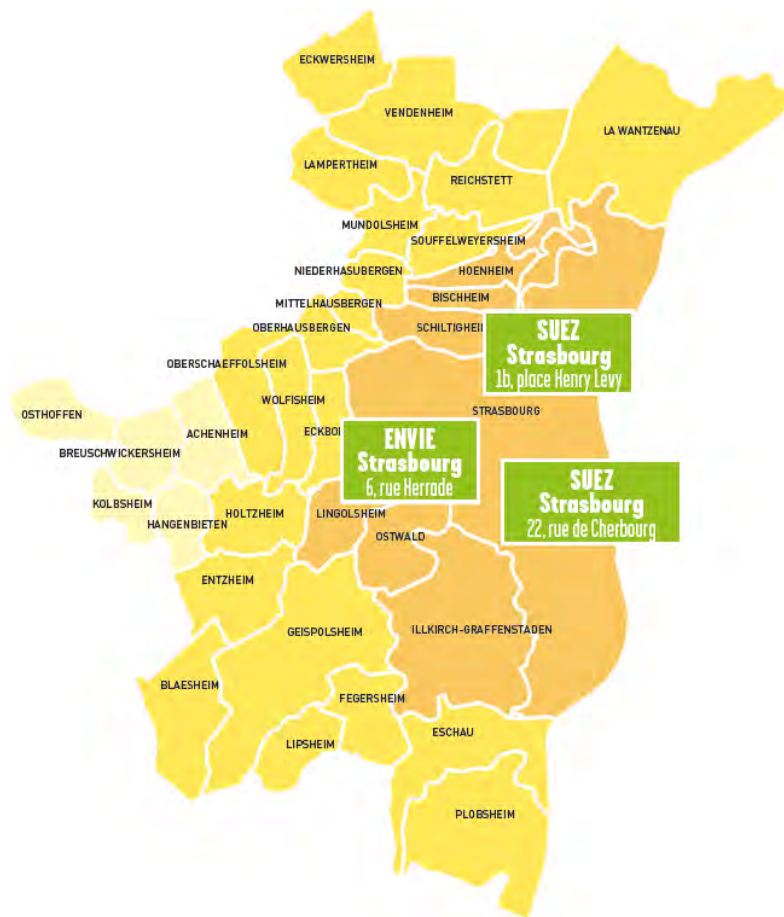 ECKWERSHEIM
VENDENHEIM
LA WANTZENAU
LAMPERTHEIM
REICHSTETT
MUNDOLSHEIM
SOUFFELWEYERSHEIM
NIEDERHASUBERGEN
HOENHEIM
MITTELHAUSBERGEN
BISCHHEIM
OBERHAUSBERGEN
SCHILTIGHEI
SUEZ
Strasbourg
1b, place Henry Levy
OBERSCHAEFFOLSHEIM
WOLFISHEIM
OSTHOFFEN
STRASBOURG
ACHENHEIM
ECKBO
BREUSCHWICKERSHEIM
ENVIE
Strasbourg
6, rue Herrade
SUEZ
Strasbourg
22, rue de Cherbourg
KOLBSHEIM
HOLTZHEIM
LINGOLSHEIM
HANGENBIETEN
OSTWALD
ENTZHEIM
GEISPOLSHEIM
ILLKIRCH-GRAFFENSTADEN
BLAESHEIM
FEGERSHEIM
LIPSHEIM
ESCHAU
PLOBSHEIM